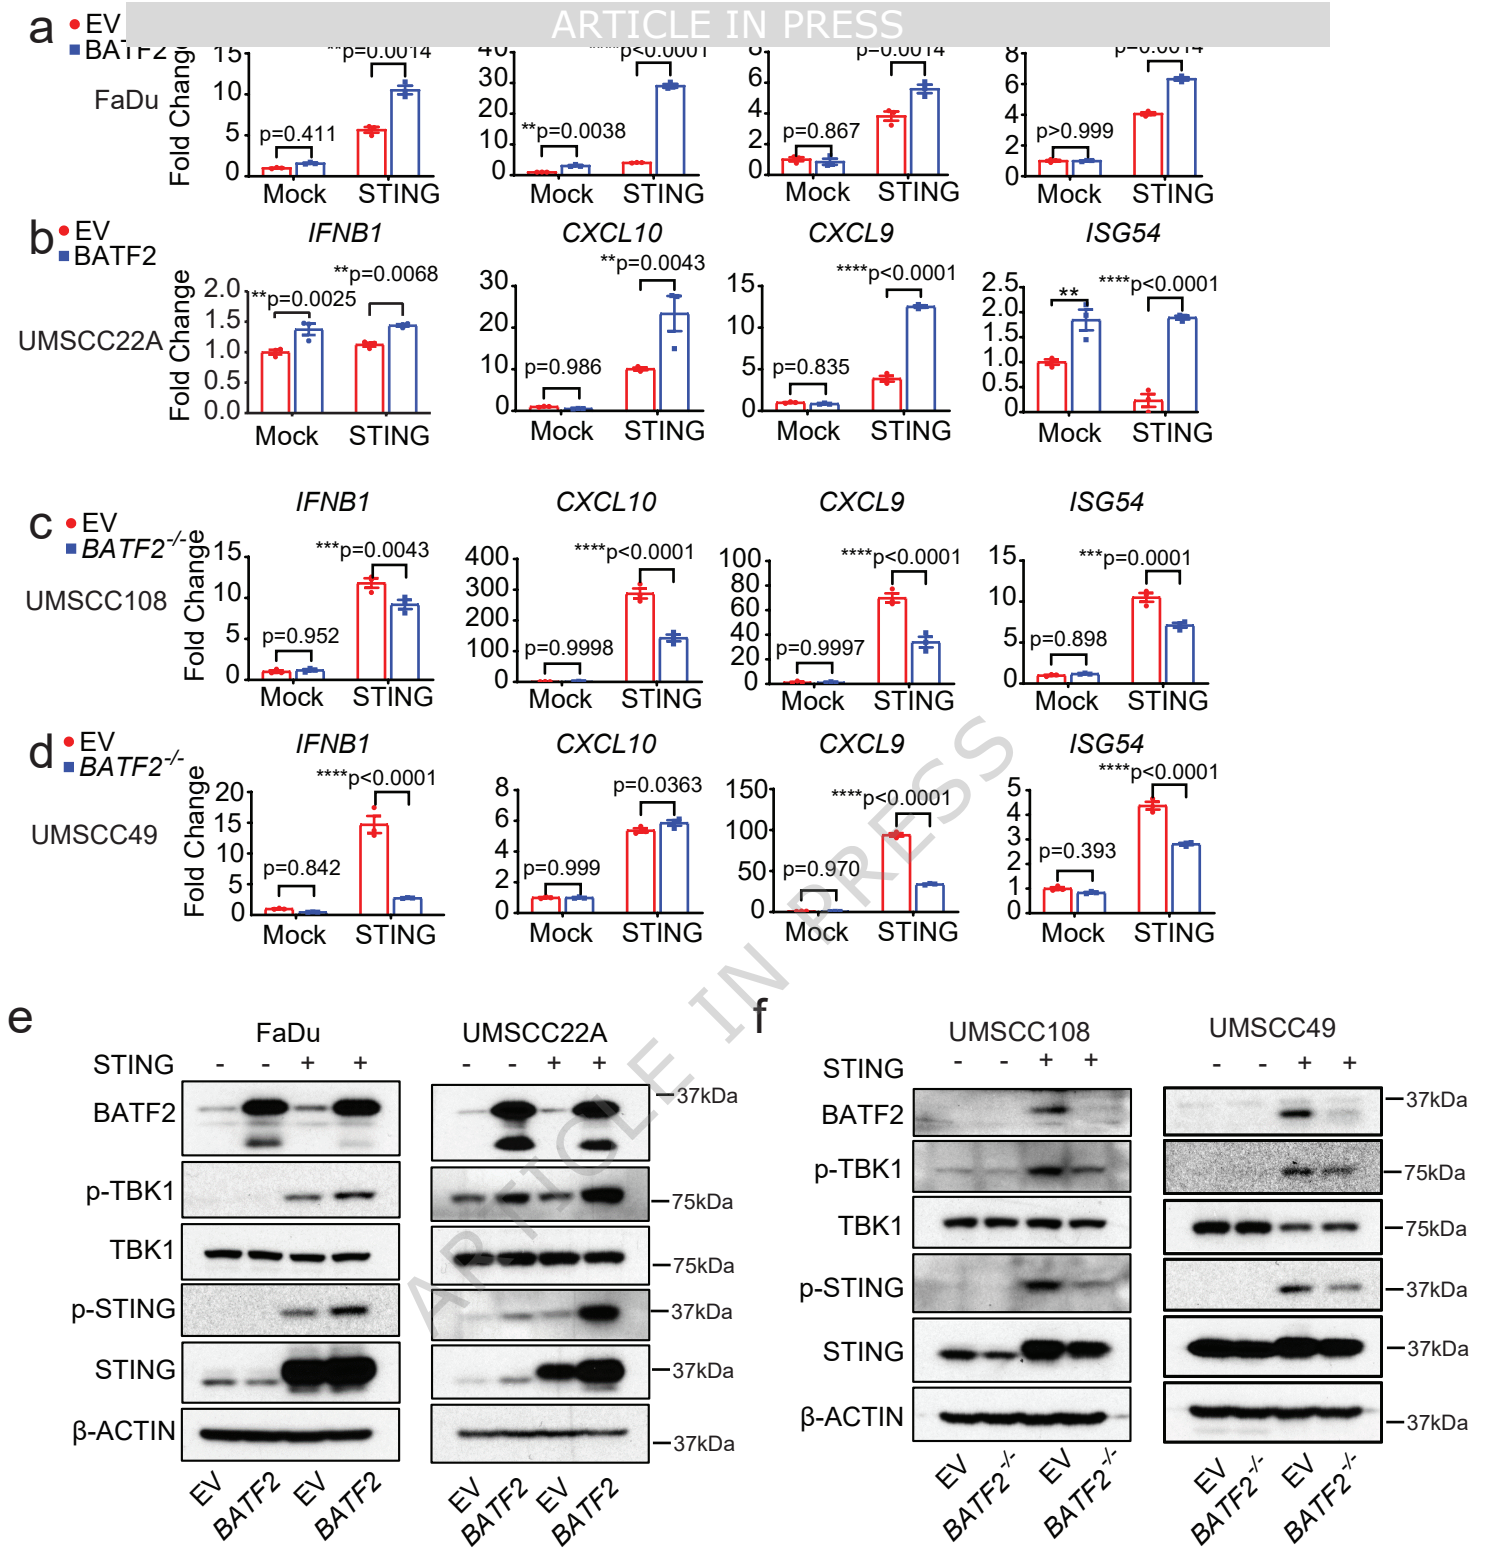 ARTICLE IN PRESS
a
EV
BATF2
FaDu
Fold Change
15
10
5
0
**p=0.0014
p=0.411
Mock STING
40
30
20
10
0
****p<0.0001
**p=0.0038
Mock STING
8
6
4
2
0
p=0.0014
p=0.867
Mock STING
8
6
4
2
0
p=0.0014
p>0.999
Mock STING
b
EV
BATF2
UMSCC22A
Fold Change
IFNB1
2.0
1.5
1.0
0.5
0.0
**p=0.0025
**p=0.0068
Mock STING
CXCL10
30
20
10
0
**p=0.0043
p=0.986
Mock STING
CXCL9
15
10
5
0
****p<0.0001
p=0.835
Mock STING
ISG54
2.5
2.0
1.5
1.0
0.5
0
**
****p<0.0001
Mock STING
c
EV
BATF2-/-
UMSCC108
Fold Change
IFNB1
15
10
5
0
***p=0.0043
p=0.952
Mock STING
CXCL10
400
300
200
100
0
****p<0.0001
p=0.9998
Mock STING
CXCL9
100
80
60
40
20
0
****p<0.0001
p=0.9997
Mock STING
ISG54
15
10
5
0
***p=0.0001
p=0.898
Mock STING
d
EV
BATF2-/-
UMSCC49
Fold Change
IFNB1
20
15
10
5
0
****p<0.0001
p=0.842
Mock STING
CXCL10
8
6
4
2
0
p=0.0363
p=0.999
Mock STING
CXCL9
150
100
50
0
****p<0.0001
p=0.970
Mock STING
ISG54
5
4
3
2
1
0
****p<0.0001
p=0.393
Mock STING
ARTICLE IN PRESS
e
FaDu UMSCC22A
STING - - + + - - + +
BATF2 37kDa
p-TBK1 75kDa
TBK1 75kDa
p-STING 37kDa
STING 37kDa
β-ACTIN 37kDa
EV BATF2 EV BATF2 EV BATF2 EV BATF2
f
UMSCC108 UMSCC49
STING - - + + - - + +
BATF2 37kDa
p-TBK1 75kDa
TBK1 75kDa
p-STING 37kDa
STING 37kDa
β-ACTIN 37kDa
EV BATF2-/- EV BATF2-/- EV BATF2-/- EV BATF2-/-